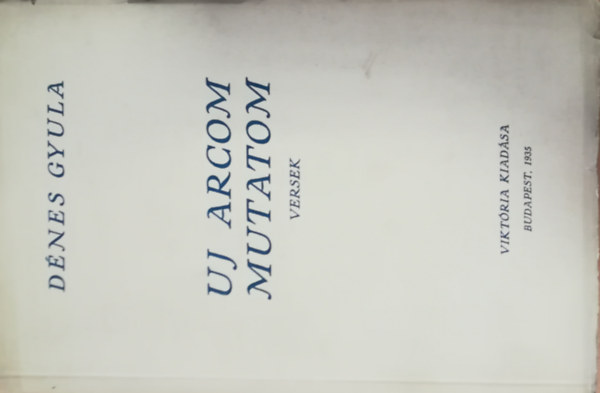 DÉNES GYULA
UJ ARCOM
MUTATOM
VERSEK
VIKTÓRIA KIADÁSA
BUDAPEST, 1935